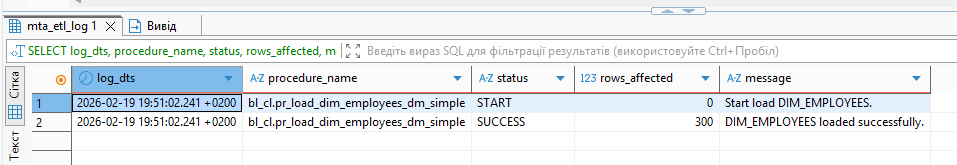 mta_etl_log 1 Вивід
SELECT log_dts, procedure_name, status, rows_affected, m Введіть вираз SQL для фільтрації результатів (використовуйте Ctrl+Пробіл)
Сітка
Текст
log_dts A-Z procedure_name A-Z status 123 rows_affected A-Z message
1 2026-02-19 19:51:02.241 +0200 bl_cl.pr_load_dim_employees_dm_simple START 0 Start load DIM_EMPLOYEES.
2 2026-02-19 19:51:02.241 +0200 bl_cl.pr_load_dim_employees_dm_simple SUCCESS 300 DIM_EMPLOYEES loaded successfully.